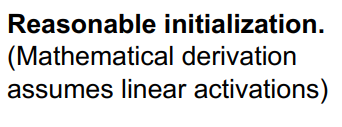 Reasonable initialization.
(Mathematical derivation
assumes linear activations)